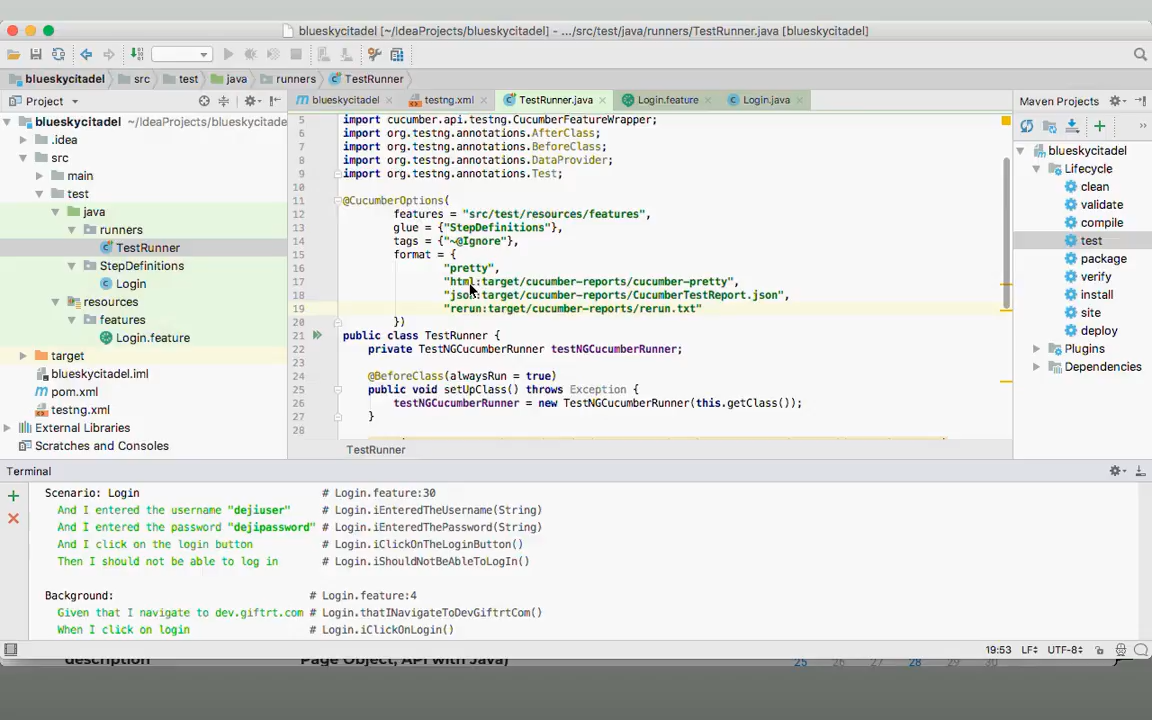 blueskycitadel [~/IdeaProjects/blueskycitadel] - .../src/test/java/runners/TestRunner.java [blueskycitadel]
blueskycitadel src test java runners TestRunner
Project
blueskycitadel testng.xml TestRunner.java Login.feature Login.java
Maven Projects
blueskycitadel ~/IdeaProjects/blueskycitadel
.idea
src
main
test
java
runners
TestRunner
StepDefinitions
Login
resources
features
Login.feature
target
blueskycitadel.iml
pom.xml
testng.xml
External Libraries
Scratches and Consoles
5 import cucumber.api.testng.CucumberFeatureWrapper;
6 import org.testng.annotations.AfterClass;
7 import org.testng.annotations.BeforeClass;
8 import org.testng.annotations.DataProvider;
9 import org.testng.annotations.Test;
10
11 @CucumberOptions(
12 features = "src/test/resources/features",
13 glue = {"StepDefinitions"},
14 tags = {"~@Ignore"},
15 format = {
16 "pretty",
17 "html:target/cucumber-reports/cucumber-pretty",
18 "json:target/cucumber-reports/CucumberTestReport.json",
19 "rerun:target/cucumber-reports/rerun.txt"
20 })
21 public class TestRunner {
22 private TestNGCucumberRunner testNGCucumberRunner;
23
24 @BeforeClass(alwaysRun = true)
25 public void setUpClass() throws Exception {
26 testNGCucumberRunner = new TestNGCucumberRunner(this.getClass());
27 }
28
TestRunner
blueskycitadel
Lifecycle
clean
validate
compile
test
package
verify
install
site
deploy
Plugins
Dependencies
Terminal
Scenario: Login # Login.feature:30
And I entered the username "dejiuser" # Login.iEnteredTheUsername(String)
And I entered the password "dejipassword" # Login.iEnteredThePassword(String)
And I click on the login button # Login.iClickOnTheLoginButton()
Then I should not be able to log in # Login.iShouldNotBeAbleToLogIn()
Background: # Login.feature:4
Given that I navigate to dev.giftrt.com # Login.thatINavigateToDevGiftrtCom()
When I click on login # Login.iClickOnLogin()
19:53 LF UTF-8
description Page Object, API with Java) 25 26 27 28 29 30